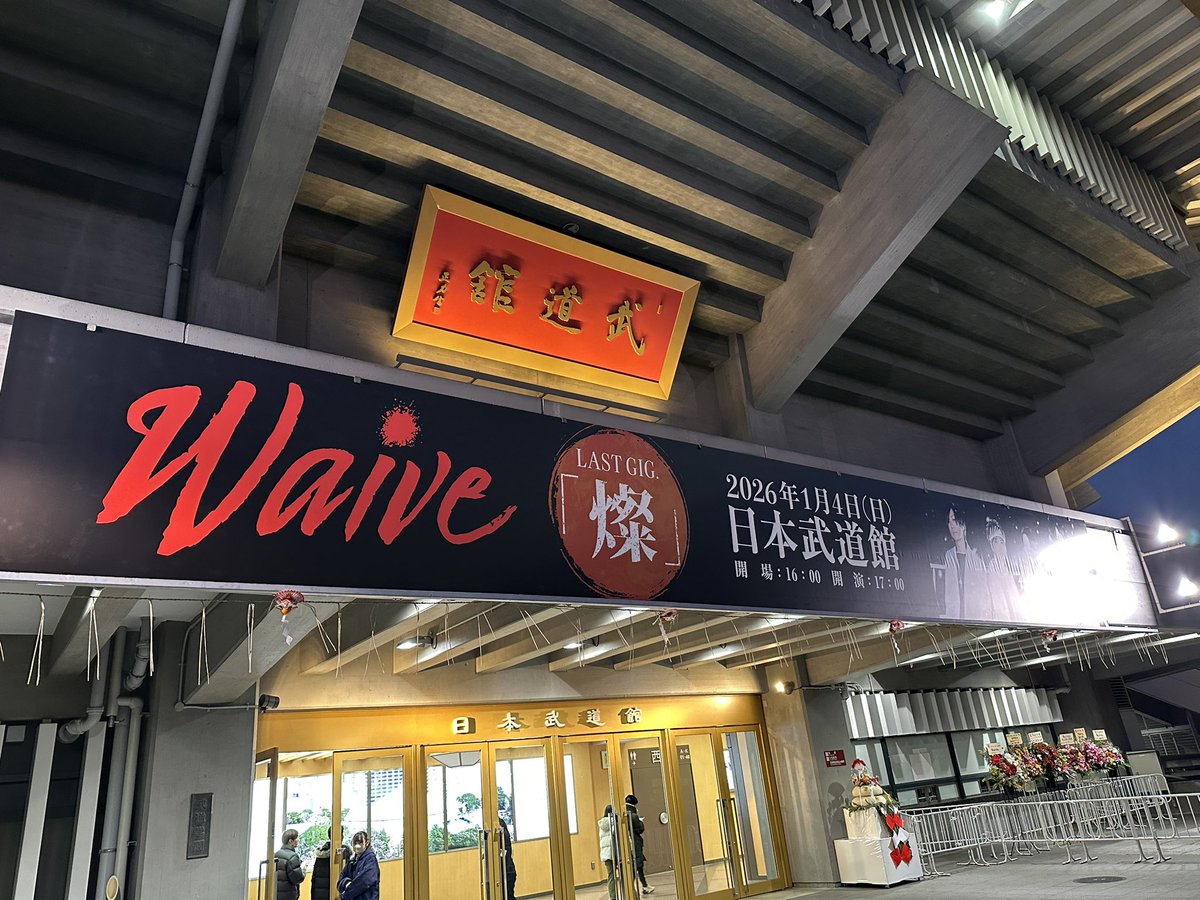 武道館
Waive
LAST GIG.
「燦」
2026年1月4日(日)
日本武道館
開場:16:00 開演:17:00
日本武道館
西